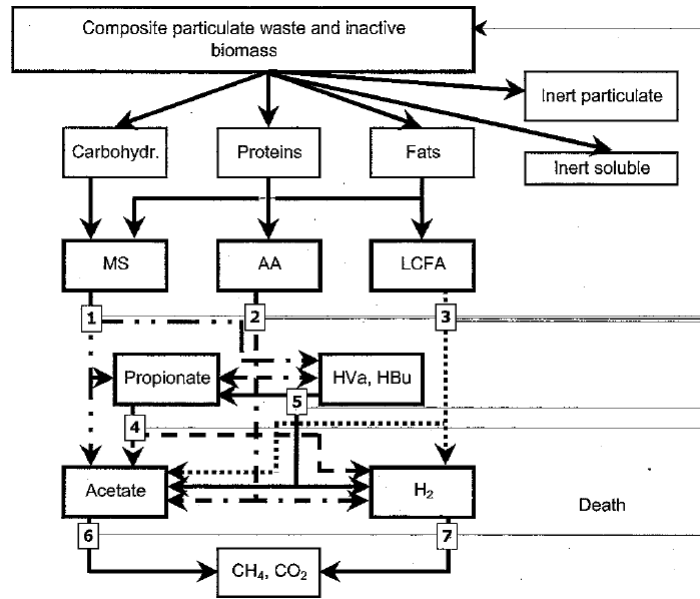 Composite particulate waste and inactive
biomass
Inert particulate
Carbohydr.
Proteins
Fats
Inert soluble
MS
AA
LCFA
1
2
3
Propionate
HVa, HBu
5
4
Acetate
H₂
Death
6
7
CH₄, CO₂